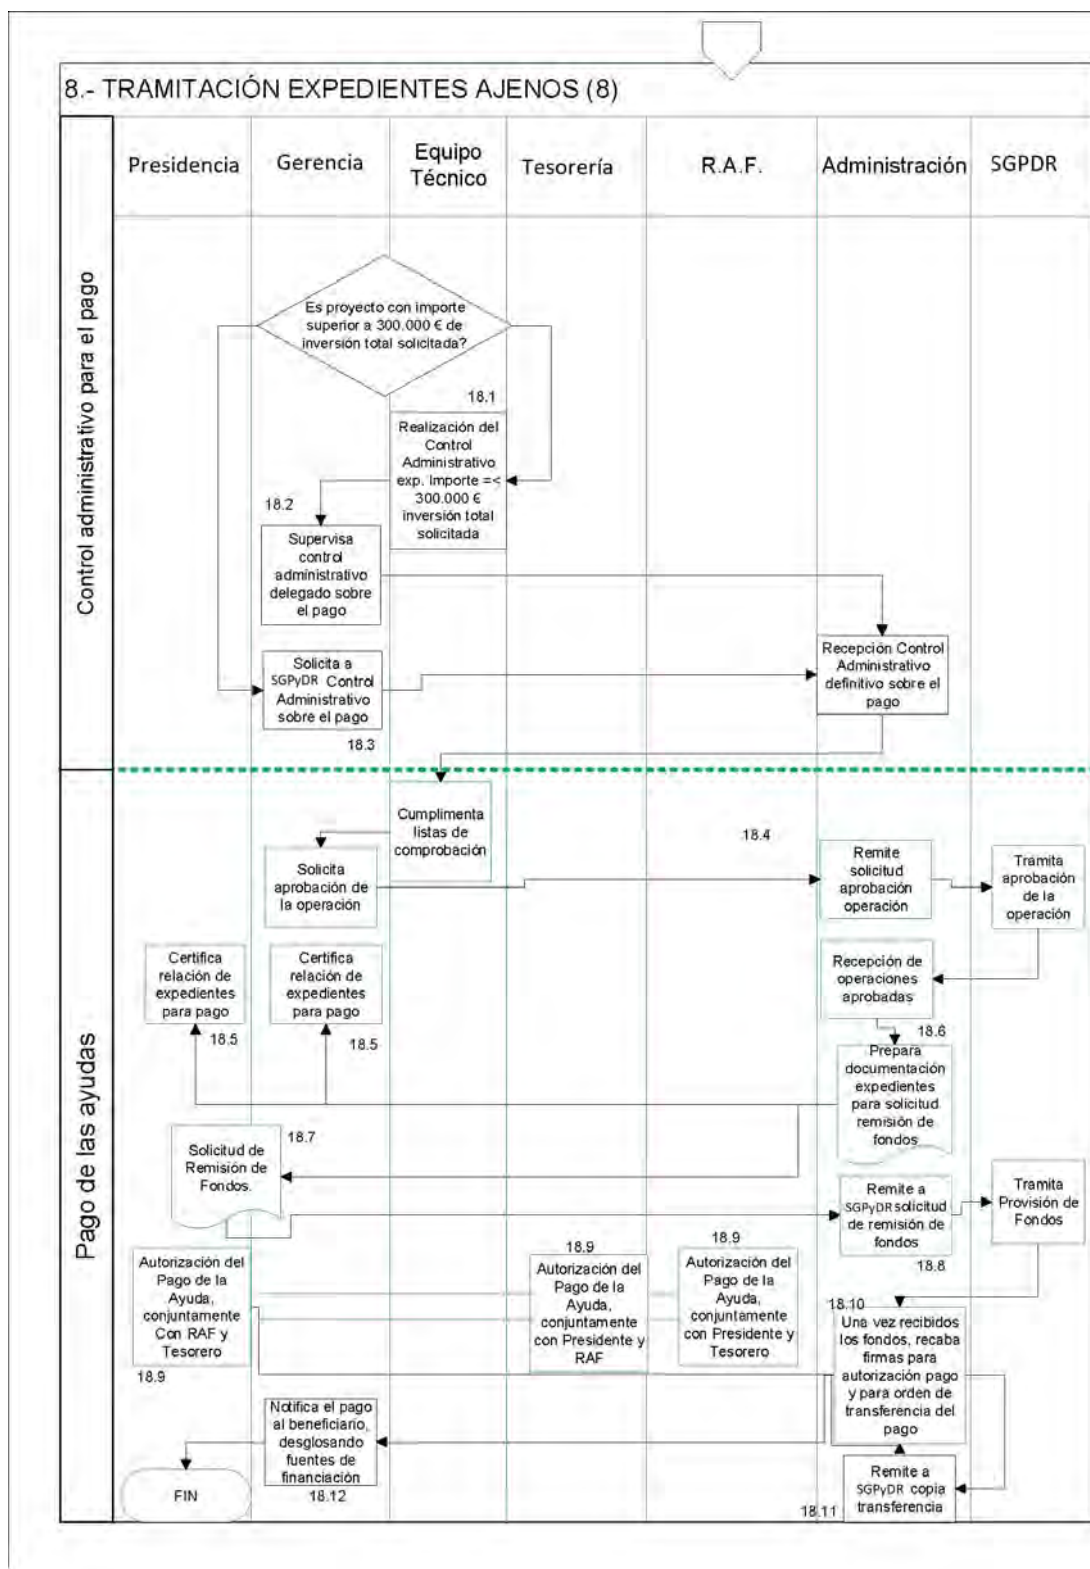 8.- TRAMITACIÓN EXPEDIENTES AJENOS (8)
Presidencia
Gerencia
Equipo
Técnico
Tesorería
R.A.F.
Administración
SGPDR
Control administrativo para el pago
Es proyecto con importe
superior a 300.000 € de
inversión total solicitada?
18.1
Realización del
Control
Administrativo
exp. Importe =<
300.000 €
inversión total
solicitada
18.2
Supervisa
control
administrativo
delegado sobre
el pago
Solicita a
SGPyDR Control
Administrativo
sobre el pago
18.3
Recepción Control
Administrativo
definitivo sobre el
pago
Pago de las ayudas
Cumplimenta
listas de
comprobación
Solicita
aprobación de
la operación
18.4
Remite
solicitud
aprobación
operación
Tramita
aprobación
de la
operación
Certifica
relación de
expedientes
para pago
18.5
Certifica
relación de
expedientes
para pago
18.5
Recepción de
operaciones
aprobadas
18.6
Prepara
documentación
expedientes
para solicitud
remisión de
fondos
18.7
Solicitud de
Remisión de
Fondos.
Remite a
SGPyDR solicitud
de remisión de
fondos
18.8
Tramita
Provisión de
Fondos
Autorización del
Pago de la
Ayuda,
conjuntamente
Con RAF y
Tesorero
18.9
18.9
Autorización del
Pago de la
Ayuda,
conjuntamente
con Presidente y
RAF
18.9
Autorización del
Pago de la
Ayuda,
conjuntamente
con Presidente y
Tesorero
18.10
Una vez recibidos
los fondos, recaba
firmas para
autorización pago
y para orden de
transferencia del
pago
Notifica el pago
al beneficiario,
desglosando
fuentes de
financiación
18.12
FIN
Remite a
SGPyDR copia
transferencia
18.11